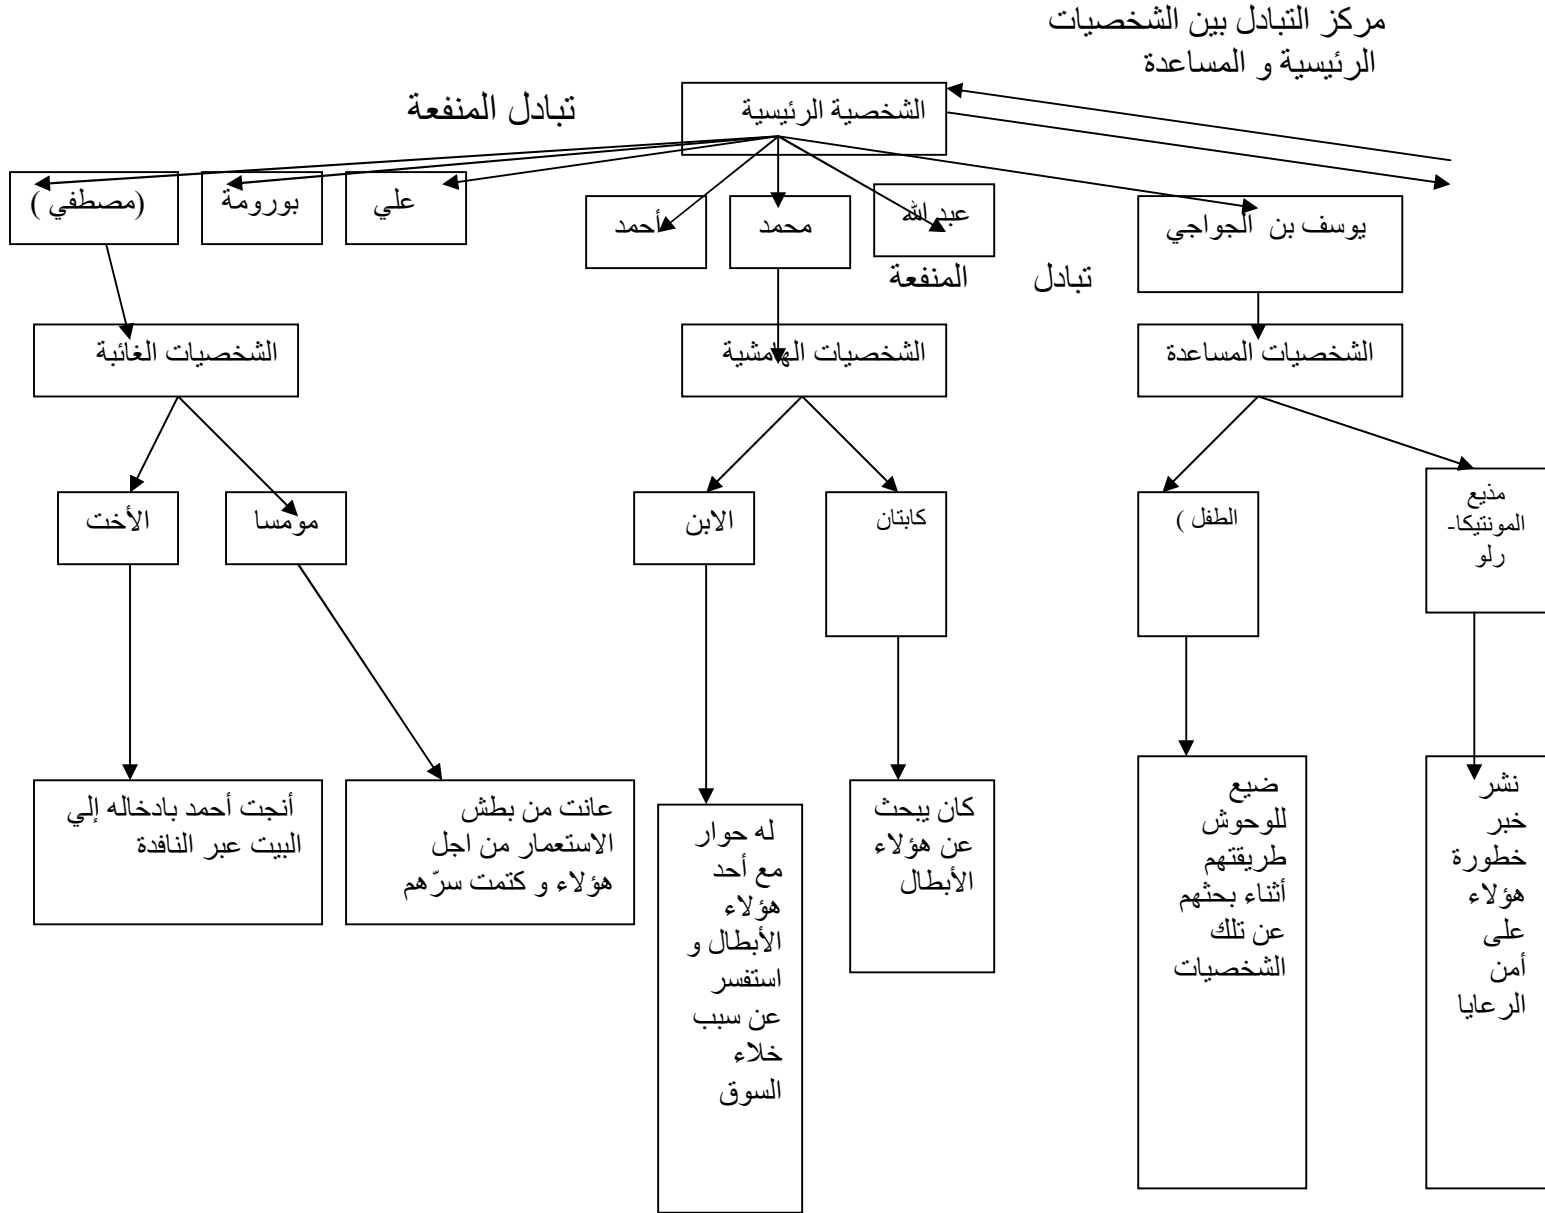 مركز التبادل بين الشخصيات
الرئيسية و المساعدة
الشخصية الرئيسية
تبادل المنفعة
يوسف بن الجواجي
عبد الله
محمد
أحمد
علي
بورومة
(مصطفي )
تبادل المنفعة
الشخصيات المساعدة
الشخصيات الهامشية
الشخصيات الغائبة
مذيع
المونتيكا-
رلو
الطفل )
كابتان
الابن
مومسا
الأخت
نشر
خبر
خطورة
هؤلاء
على
أمن
الرعايا
ضيع
للوحوش
طريقتهم
أثناء بحثهم
عن تلك
الشخصيات
كان يبحث
عن هؤلاء
الأبطال
له حوار
مع أحد
هؤلاء
الأبطال و
استفسر
عن سبب
خلاء
السوق
عانت من بطش
الاستعمار من اجل
هؤلاء و كتمت سرّهم
أنجت أحمد بادخاله إلي
البيت عبر النافدة